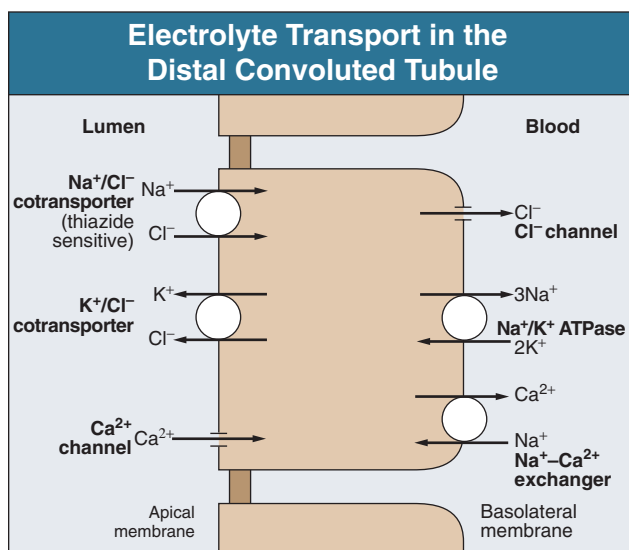 Electrolyte Transport in the
Distal Convoluted Tubule
Lumen
Blood
Na⁺/Cl⁻
cotransporter
(thiazide
sensitive)
Na⁺
Cl⁻
Cl⁻
Cl⁻ channel
K⁺/Cl⁻
cotransporter
K⁺
Cl⁻
3Na⁺
Na⁺/K⁺ ATPase
2K⁺
Ca²⁺
channel
Ca²⁺
Ca²⁺
Na⁺
Na⁺–Ca²⁺
exchanger
Apical
membrane
Basolateral
membrane